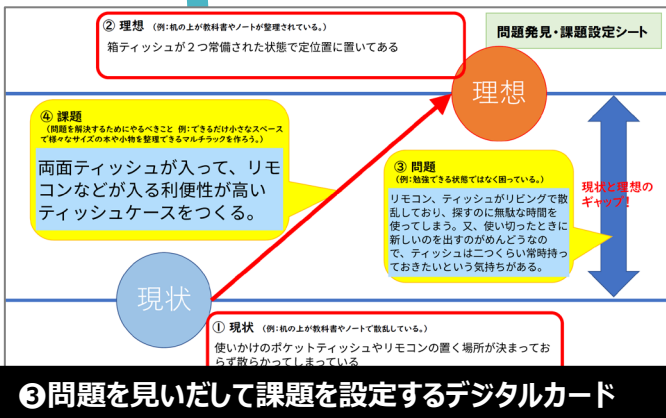 ② 理想 (例:机の上が教科書やノートが整理されている。)
箱ティッシュが２つ常備された状態で定位置に置いてある
問題発見・課題設定シート
理想
④ 課題
(問題を解決するためにやるべきこと 例:できるだけ小さなスペース
で様々なサイズの本や小物を整理できるマルチラックを作ろう。)
両面ティッシュが入って、リモ
コンなどが入る利便性が高い
ティッシュケースをつくる。
③ 問題
(例:勉強できる状態ではなく困っている。)
リモコン、ティッシュがリビングで散
乱しており、探すのに無駄な時間を
使ってしまう。又、使い切ったときに
新しいのを出すのがめんどうなの
で、ティッシュは二つくらい常時持っ
ておきたいという気持ちがある。
現状と理想の
ギャップ!
現状
① 現状 (例:机の上が教科書やノートで散乱している。)
使いかけのポケットティッシュやリモコンの置く場所が決まってお
らず散らかってしまっている
❸問題を見いだして課題を設定するデジタルカード